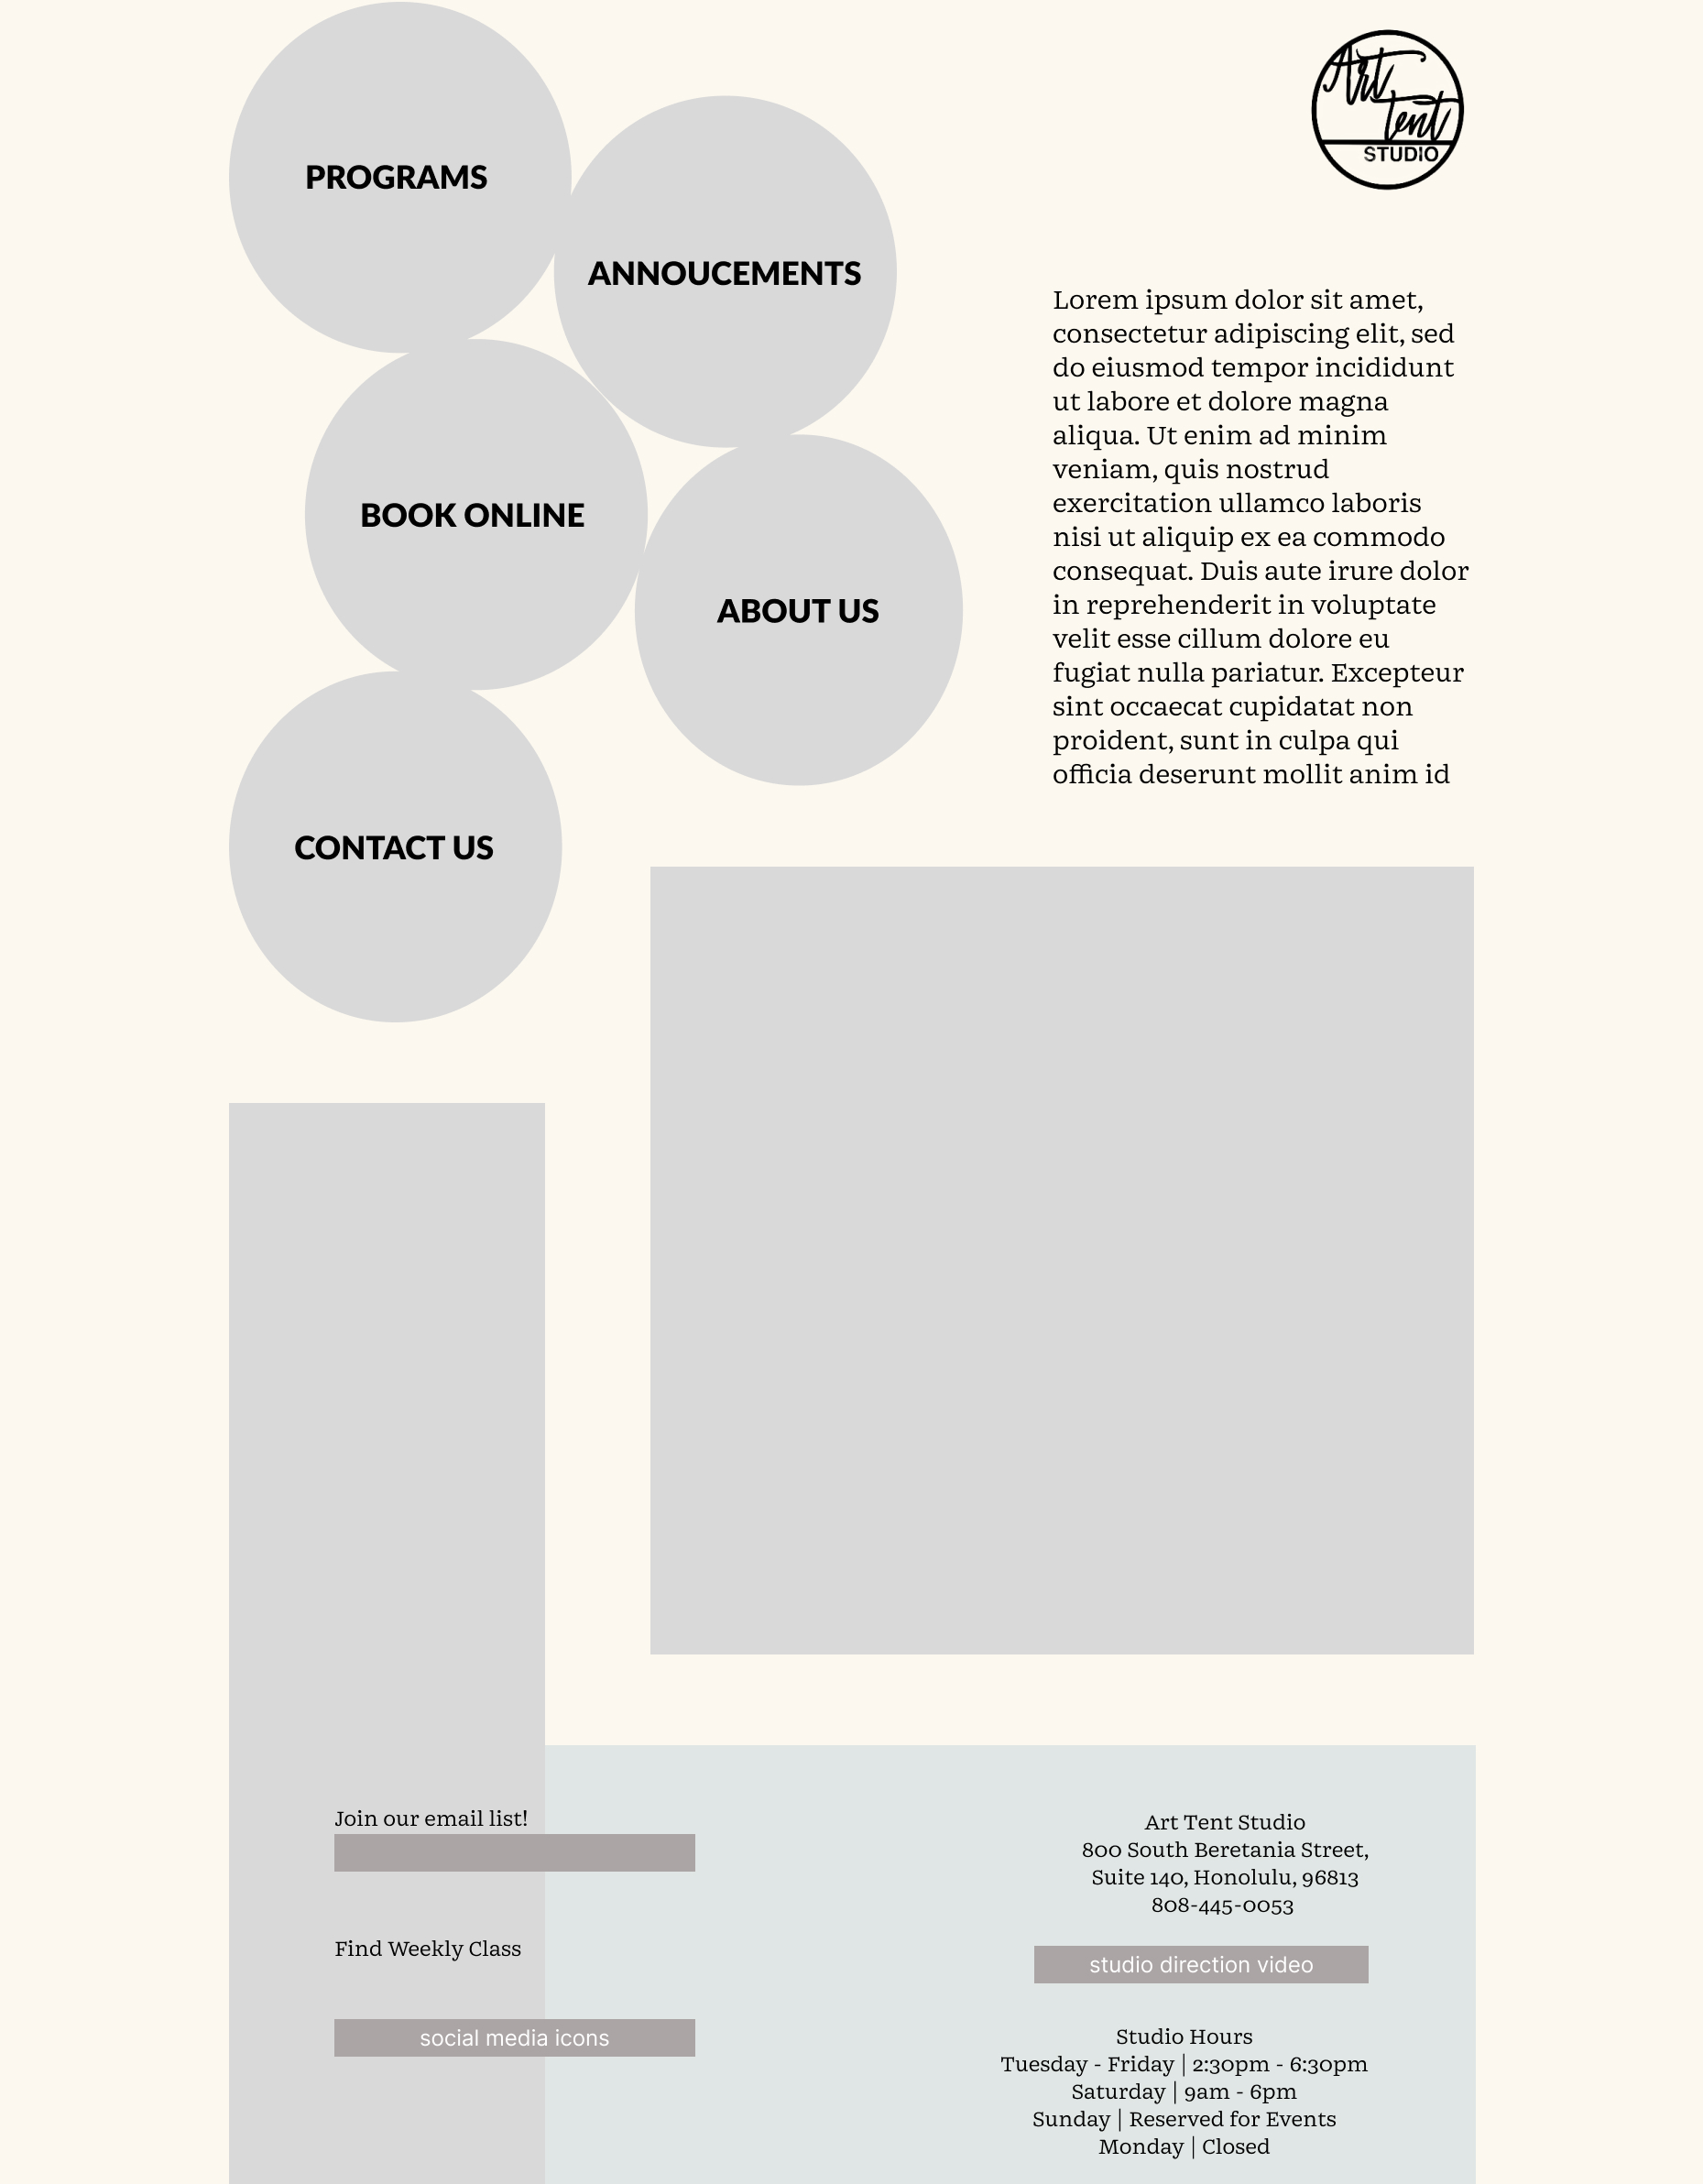 Art
Tent
STUDIO
PROGRAMS
ANNOUCEMENTS
BOOK ONLINE
ABOUT US
CONTACT US
Lorem ipsum dolor sit amet,
consectetur adipiscing elit, sed
do eiusmod tempor incididunt
ut labore et dolore magna
aliqua. Ut enim ad minim
veniam, quis nostrud
exercitation ullamco laboris
nisi ut aliquip ex ea commodo
consequat. Duis aute irure dolor
in reprehenderit in voluptate
velit esse cillum dolore eu
fugiat nulla pariatur. Excepteur
sint occaecat cupidatat non
proident, sunt in culpa qui
officia deserunt mollit anim id
Join our email list!
Find Weekly Class
social media icons
Art Tent Studio
800 South Beretania Street,
Suite 140, Honolulu, 96813
808-445-0053
studio direction video
Studio Hours
Tuesday - Friday | 2:30pm - 6:30pm
Saturday | 9am - 6pm
Sunday | Reserved for Events
Monday | Closed